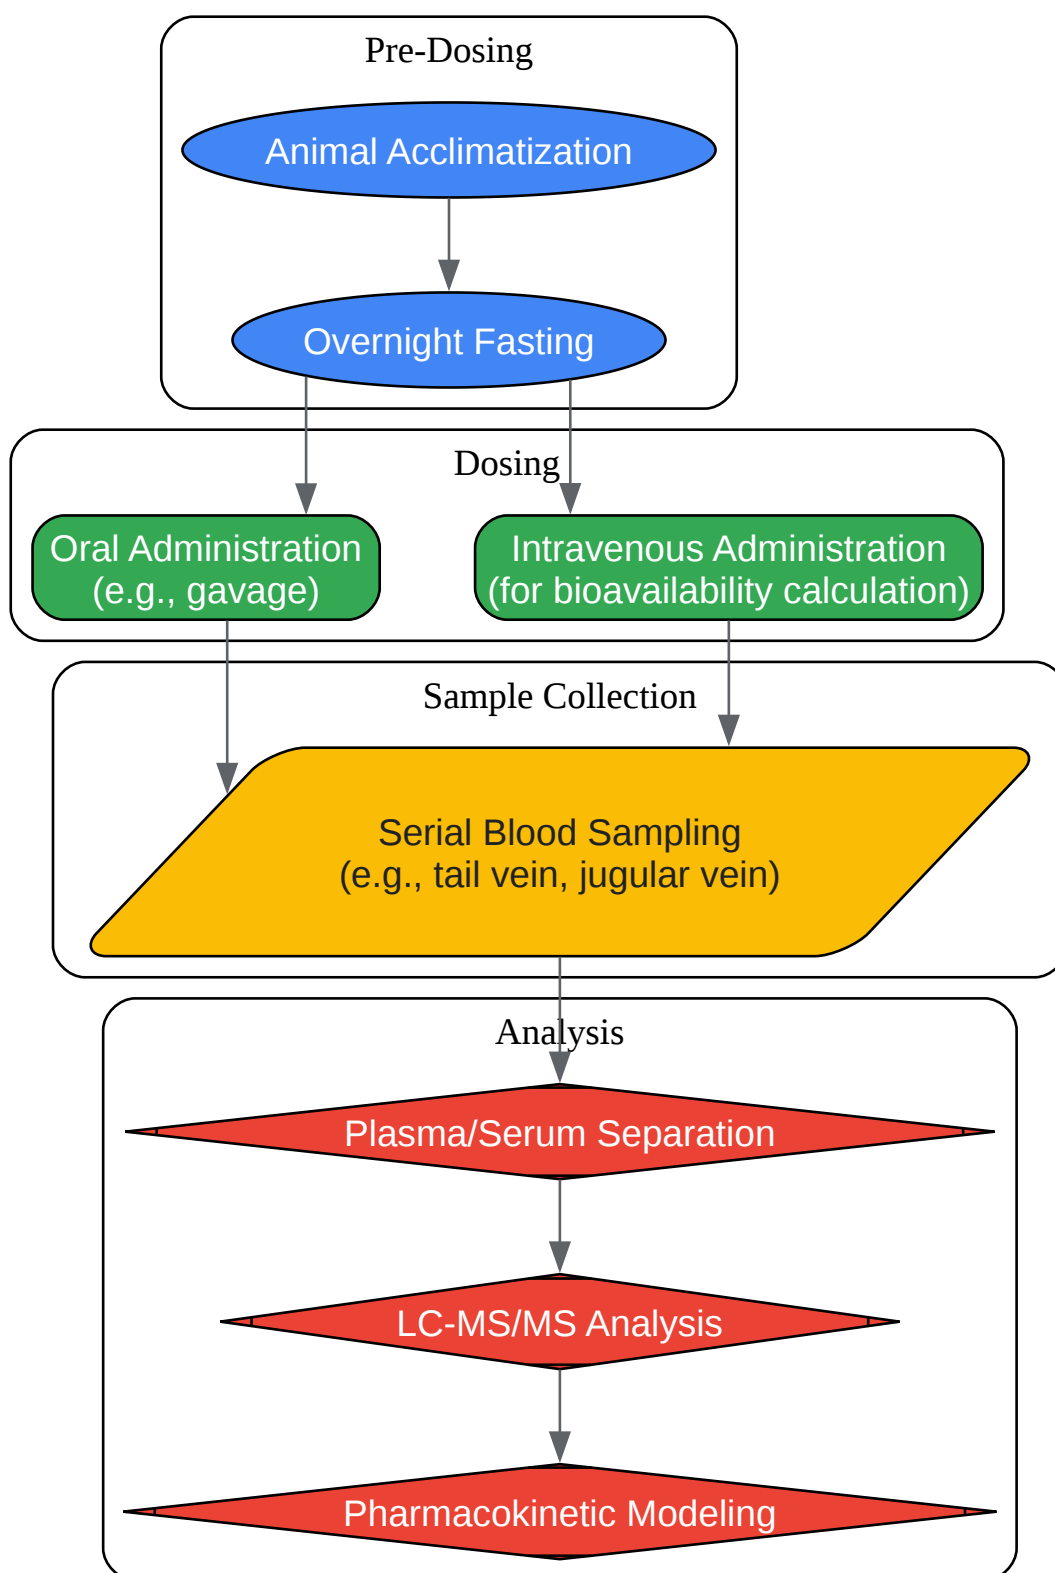 Pre-Dosing
Animal Acclimatization
Overnight Fasting
Dosing
Oral Administration
(e.g., gavage)
Intravenous Administration
(for bioavailability calculation)
Sample Collection
Serial Blood Sampling
(e.g., tail vein, jugular vein)
Analysis
Plasma/Serum Separation
LC-MS/MS Analysis
Pharmacokinetic Modeling